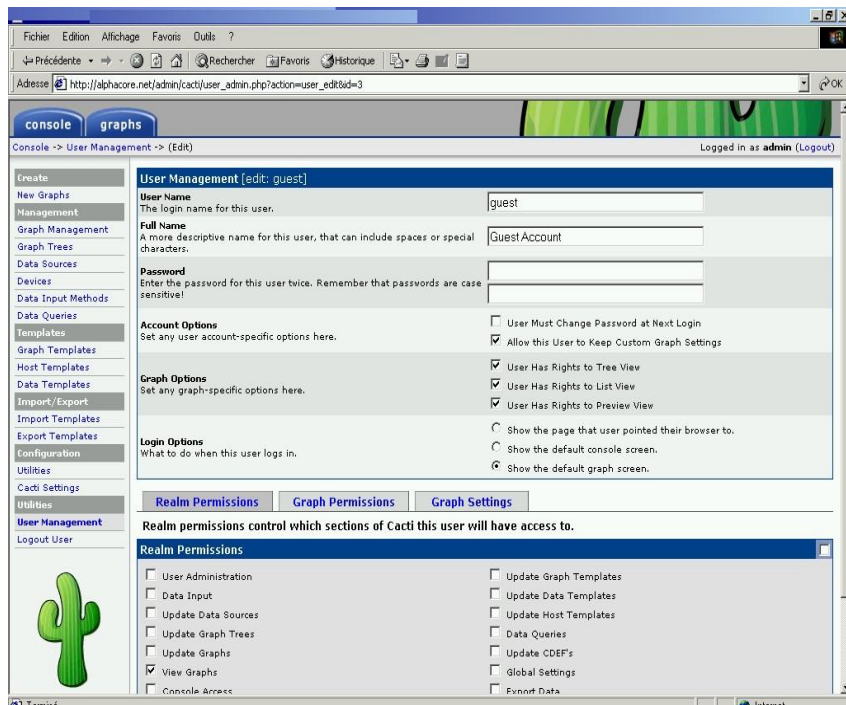 Fichier Edition Affichage Favoris Outils ?
Précédente Rechercher Favoris Historique
Adresse http://alphacore.net/admin/cacti/user_admin.php?action=user_edit&id=3 OK
console graphs
Console -> User Management -> (Edit) Logged in as admin (Logout)
Create
New Graphs
Management
Graph Management
Graph Trees
Data Sources
Devices
Data Input Methods
Data Queries
Templates
Graph Templates
Host Templates
Data Templates
Import/Export
Import Templates
Export Templates
Configuration
Utilities
Cacti Settings
Utilities
User Management
Logout User
User Management [edit: guest]
User Name
The login name for this user.
guest
Full Name
A more descriptive name for this user, that can include spaces or special
characters.
Guest Account
Password
Enter the password for this user twice. Remember that passwords are case
sensitive!
Account Options
Set any user account-specific options here.
User Must Change Password at Next Login
Allow this User to Keep Custom Graph Settings
Graph Options
Set any graph-specific options here.
User Has Rights to Tree View
User Has Rights to List View
User Has Rights to Preview View
Login Options
What to do when this user logs in.
Show the page that user pointed their browser to.
Show the default console screen.
Show the default graph screen.
Realm Permissions Graph Permissions Graph Settings
Realm permissions control which sections of Cacti this user will have access to.
Realm Permissions
User Administration Update Graph Templates
Data Input Update Data Templates
Update Data Sources Update Host Templates
Update Graph Trees Data Queries
Update Graphs Update CDEF's
View Graphs Global Settings
Console Access Export Data
Terminé Internet